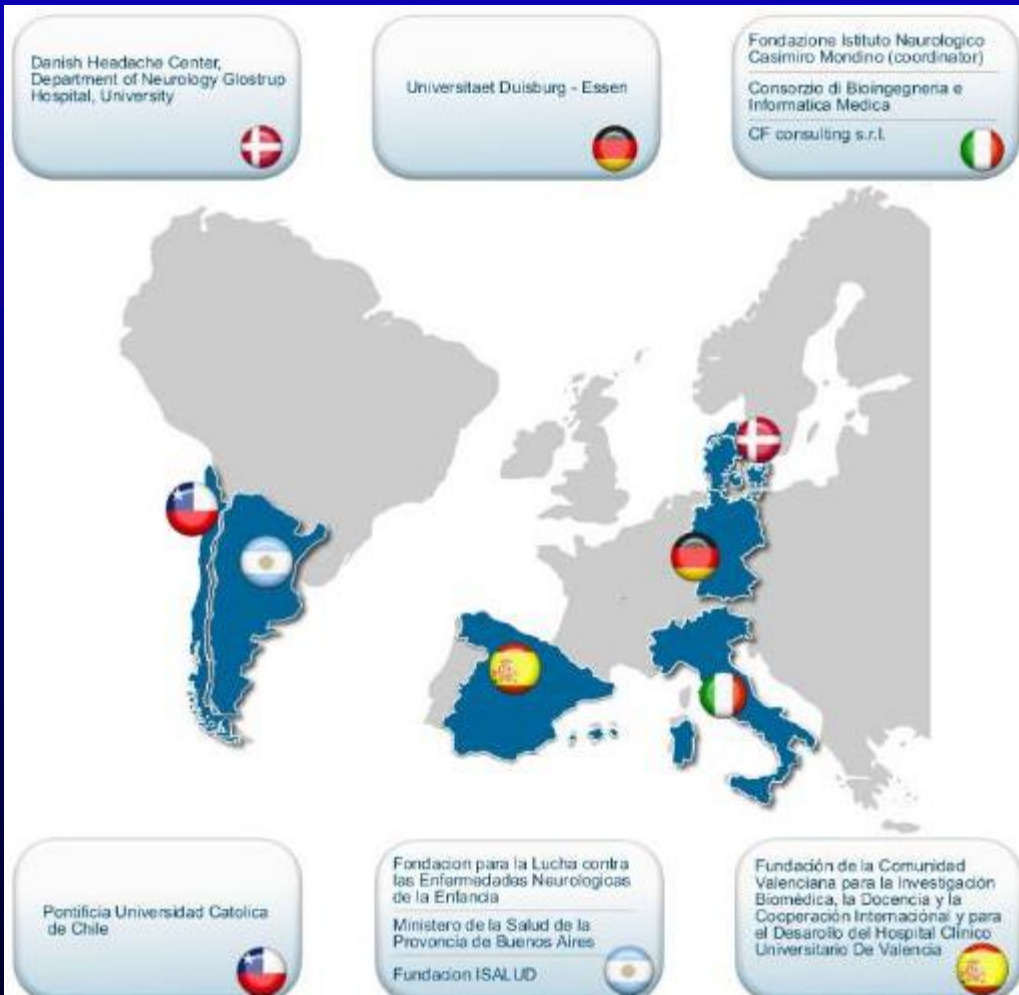 Danish Headache Center,
Department of Neurology Glostrup
Hospital, University
Universitaet Duisburg - Essen
Fondazione Istituto Neurologico
Casimiro Mondino (coordinator)
Consorzio di Bioingegneria e
Informatica Medica
CF consulting s.r.l.
Pontificia Universidad Catolica
de Chile
Fondacion para la Lucha contra
las Enfermedades Neurologicas
de la Enfancia
Ministero de la Salud de la
Provoncia de Buenos Aires
Fundacion ISALUD
Fundación de la Comunidad
Valenciana para la Investigación
Biomédica, la Docencia y la
Cooperación Internaciónal y para
el Desarollo del Hospital Clínico
Universitario De Valencia